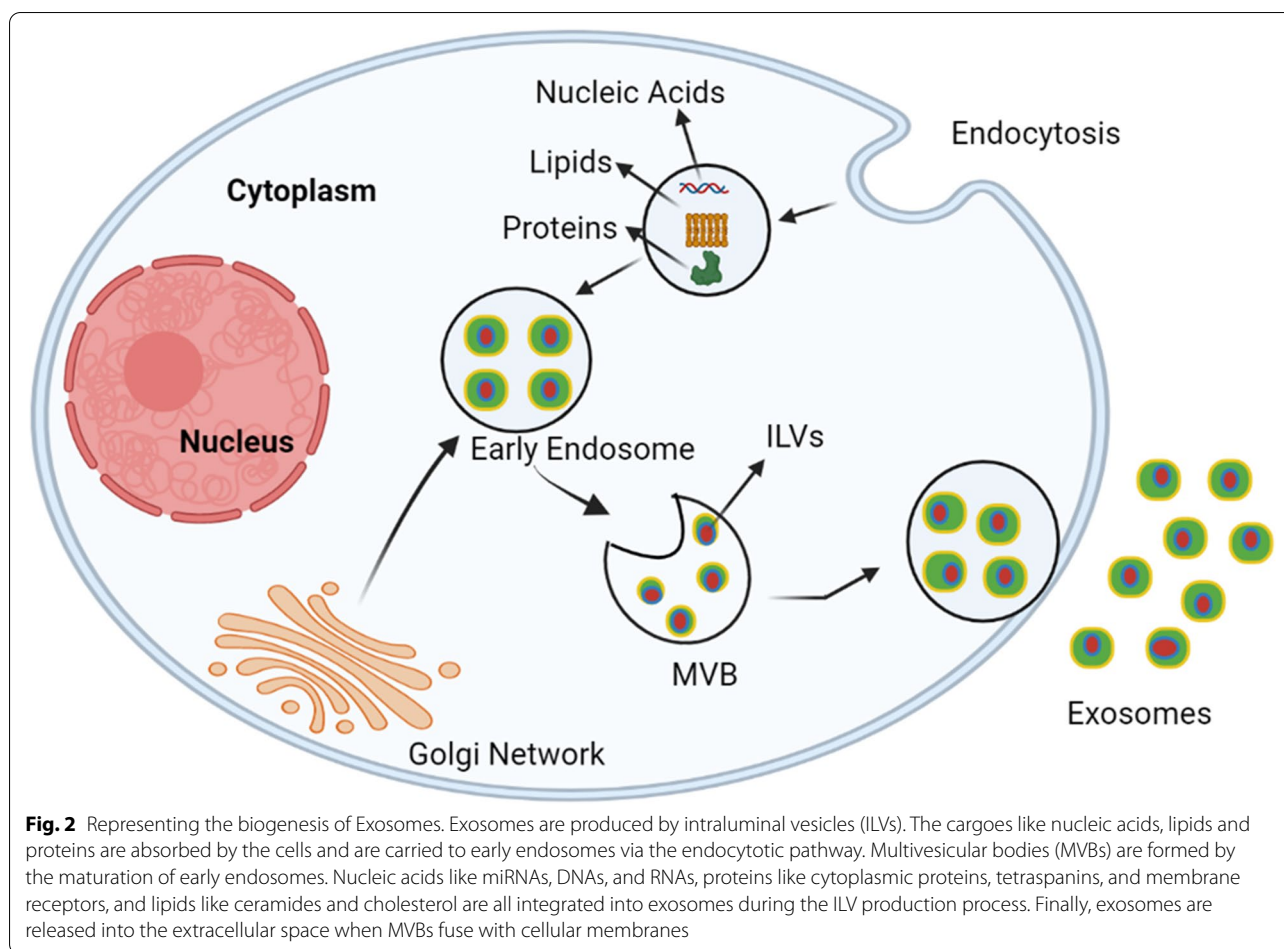 Nucleic Acids
Endocytosis
Lipids
Cytoplasm
Proteins
Nucleus
Early Endosome
ILVs
MVB
Exosomes
Golgi Network
Fig. 2 Representing the biogenesis of Exosomes. Exosomes are produced by intraluminal vesicles (ILVs). The cargoes like nucleic acids, lipids and
proteins are absorbed by the cells and are carried to early endosomes via the endocytotic pathway. Multivesicular bodies (MVBs) are formed by
the maturation of early endosomes. Nucleic acids like miRNAs, DNAs, and RNAs, proteins like cytoplasmic proteins, tetraspanins, and membrane
receptors, and lipids like ceramides and cholesterol are all integrated into exosomes during the ILV production process. Finally, exosomes are
released into the extracellular space when MVBs fuse with cellular membranes